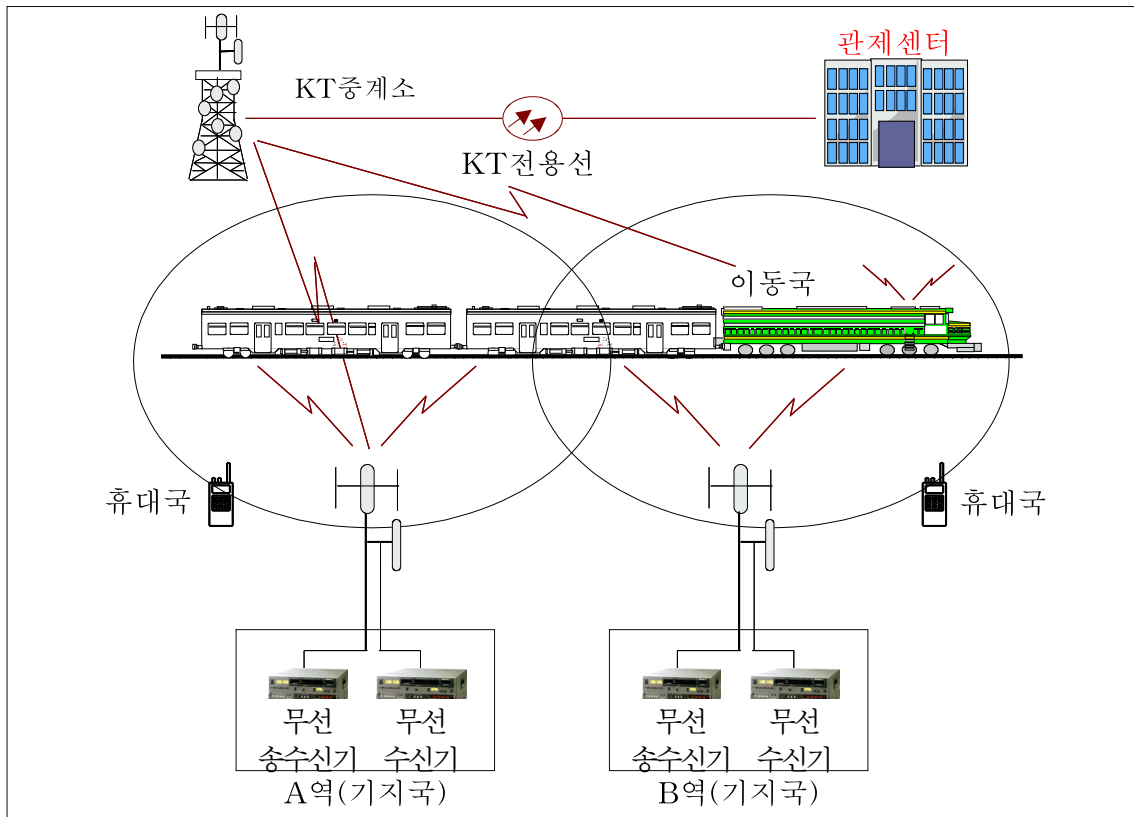 관제센터
KT중계소
KT전용선
이동국
휴대국
휴대국
무선
송수신기
무선
수신기
A역(기지국)
무선
송수신기
무선
수신기
B역(기지국)